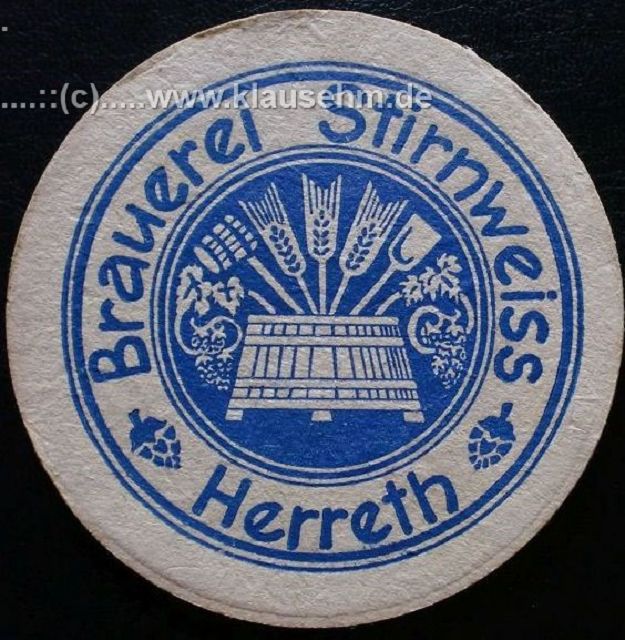 ....::(c).....www.klausehm.de
Brauerei Stirnweiss
Herreth